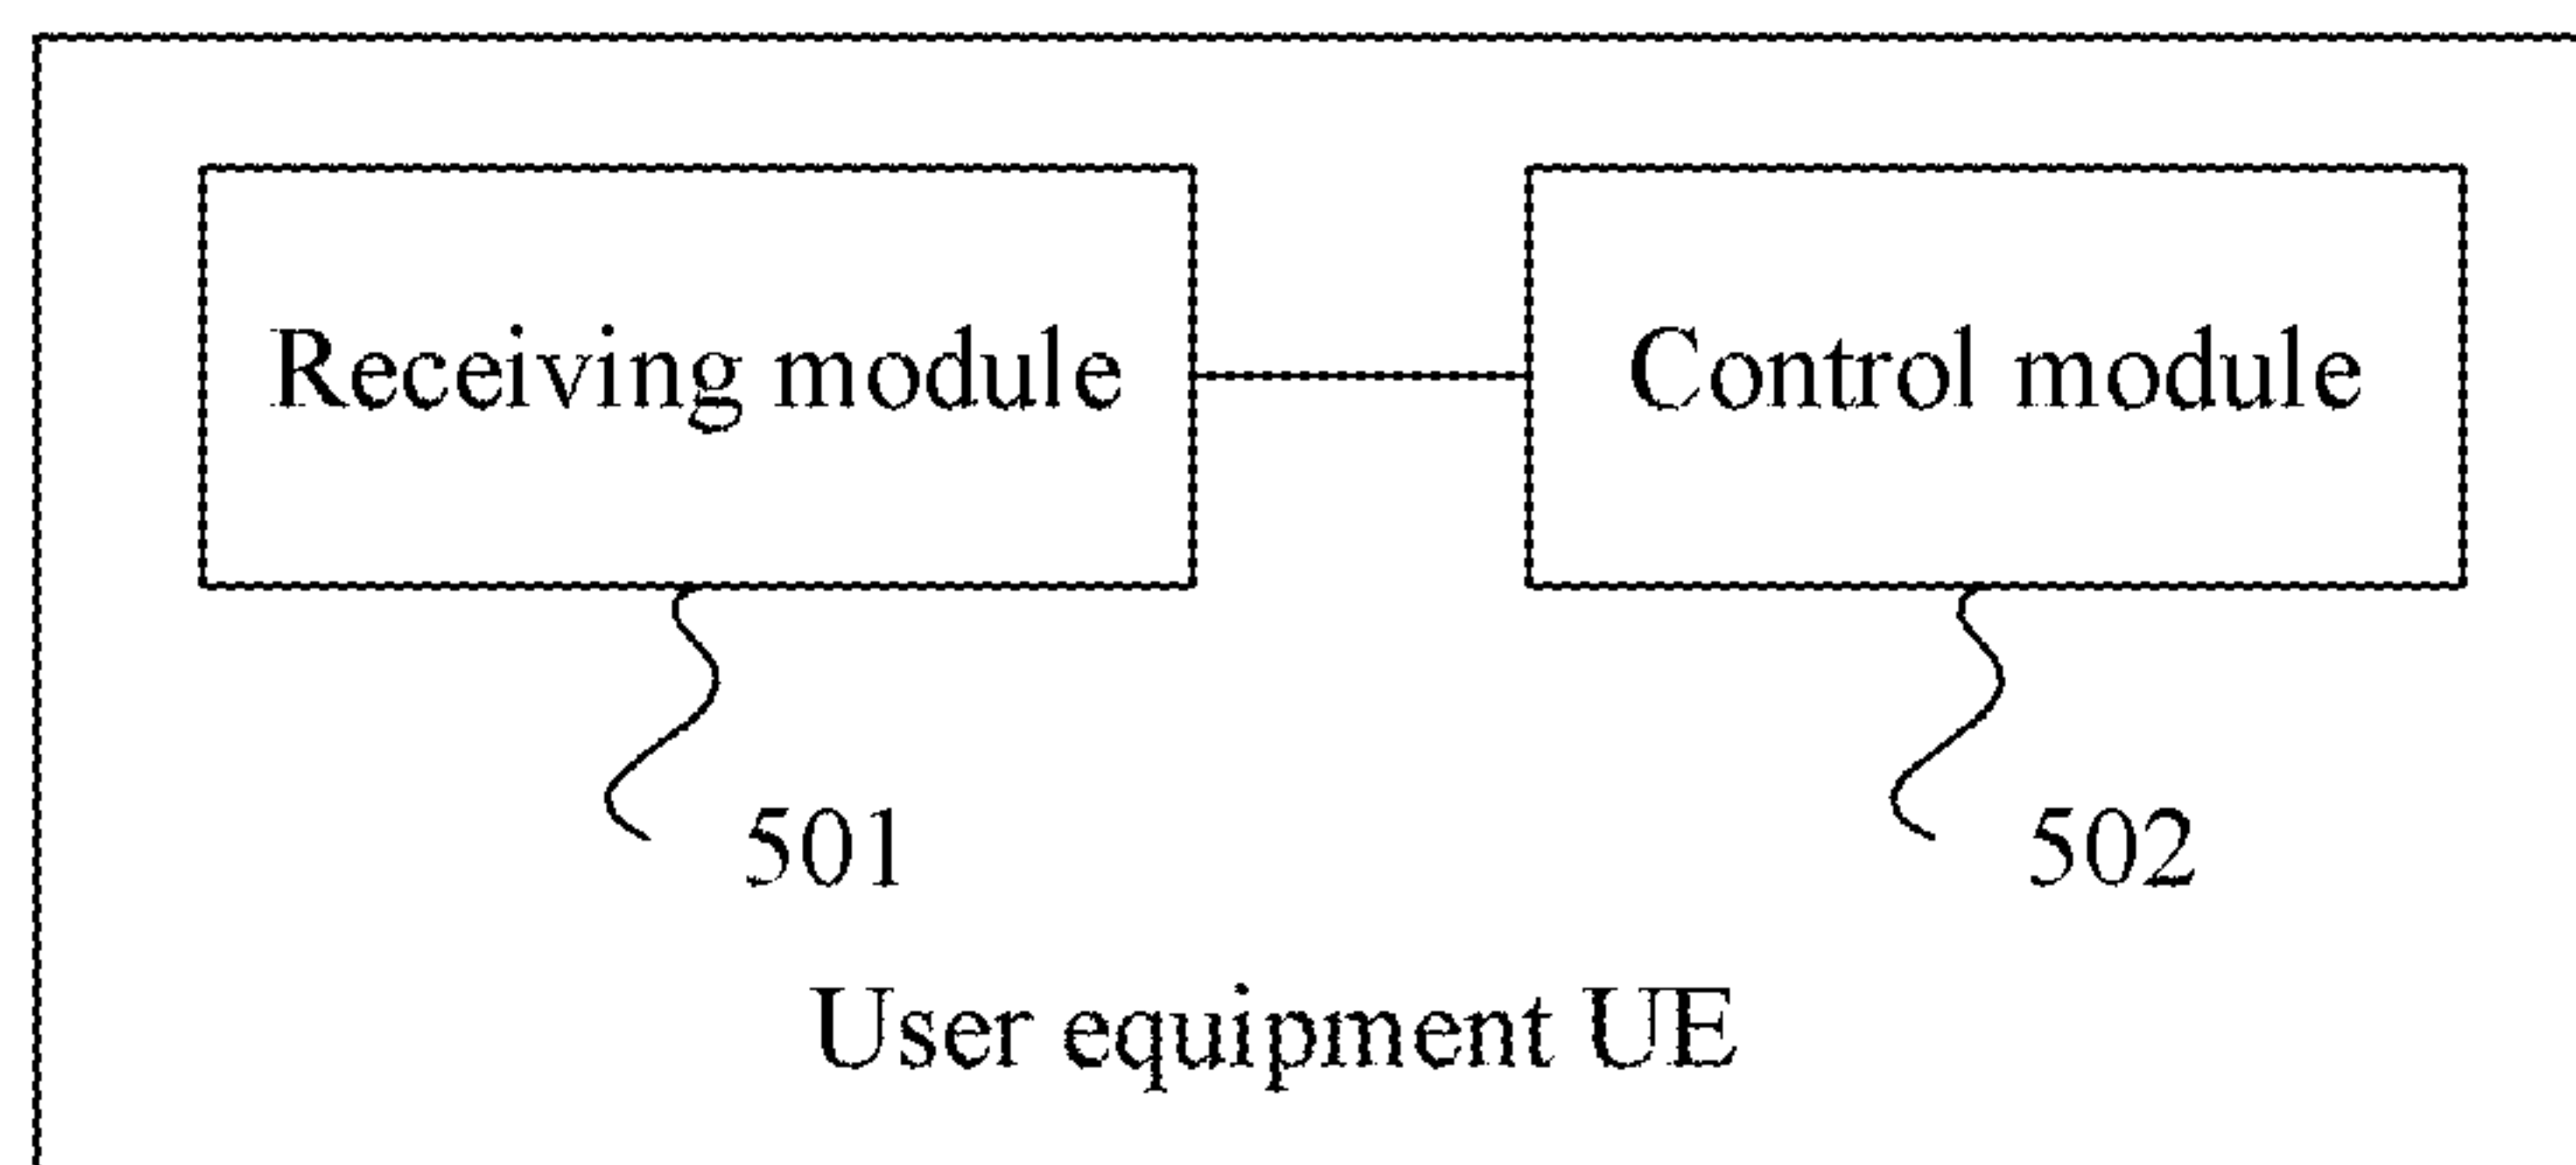 Receiving module
Control module
501
502
User equipment UE